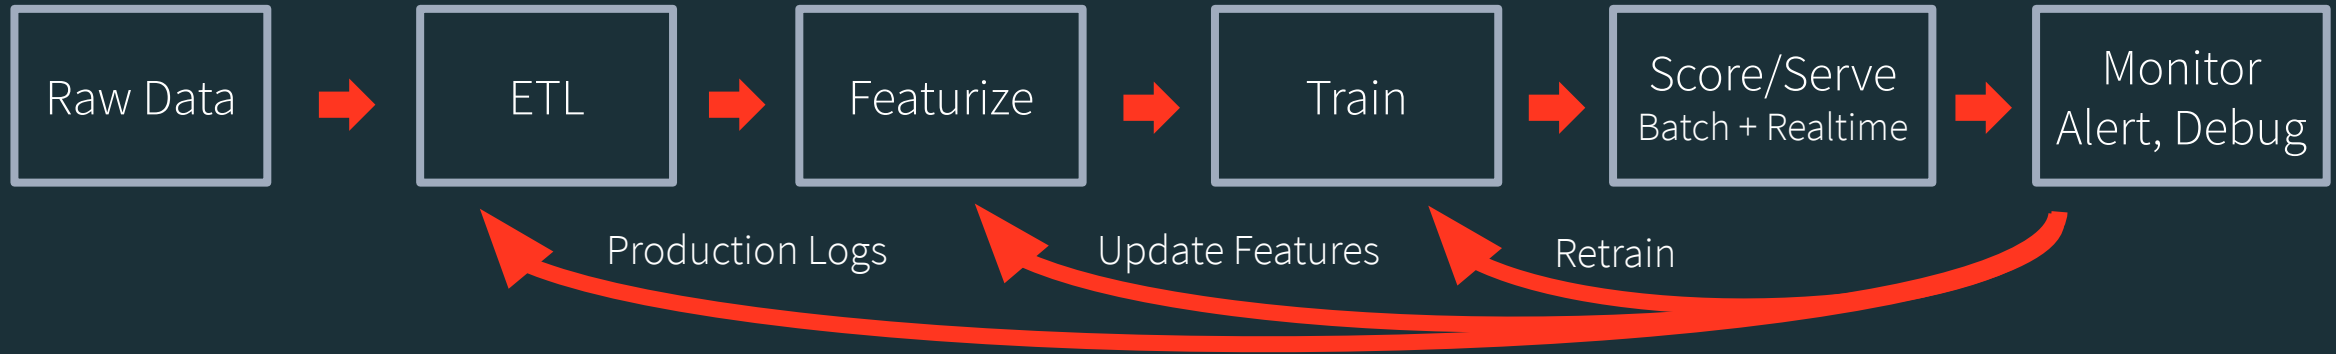 Raw Data
ETL
Featurize
Train
Score/Serve
Batch + Realtime
Monitor
Alert, Debug
Production Logs
Update Features
Retrain